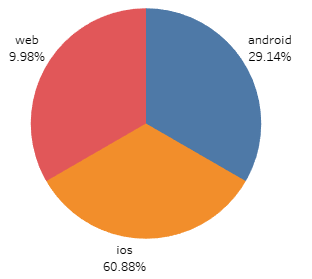 web
9.98%
android
29.14%
ios
60.88%